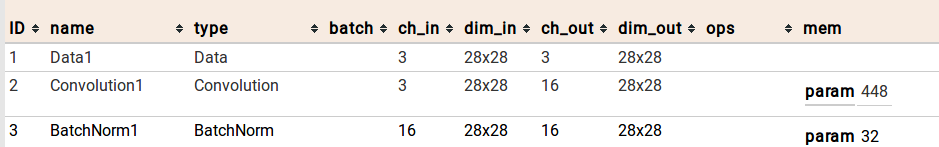 ID name type batch ch_in dim_in ch_out dim_out ops mem
1 Data1 Data 3 28x28 3 28x28
2 Convolution1 Convolution 3 28x28 16 28x28 param 448
3 BatchNorm1 BatchNorm 16 28x28 16 28x28 param 32